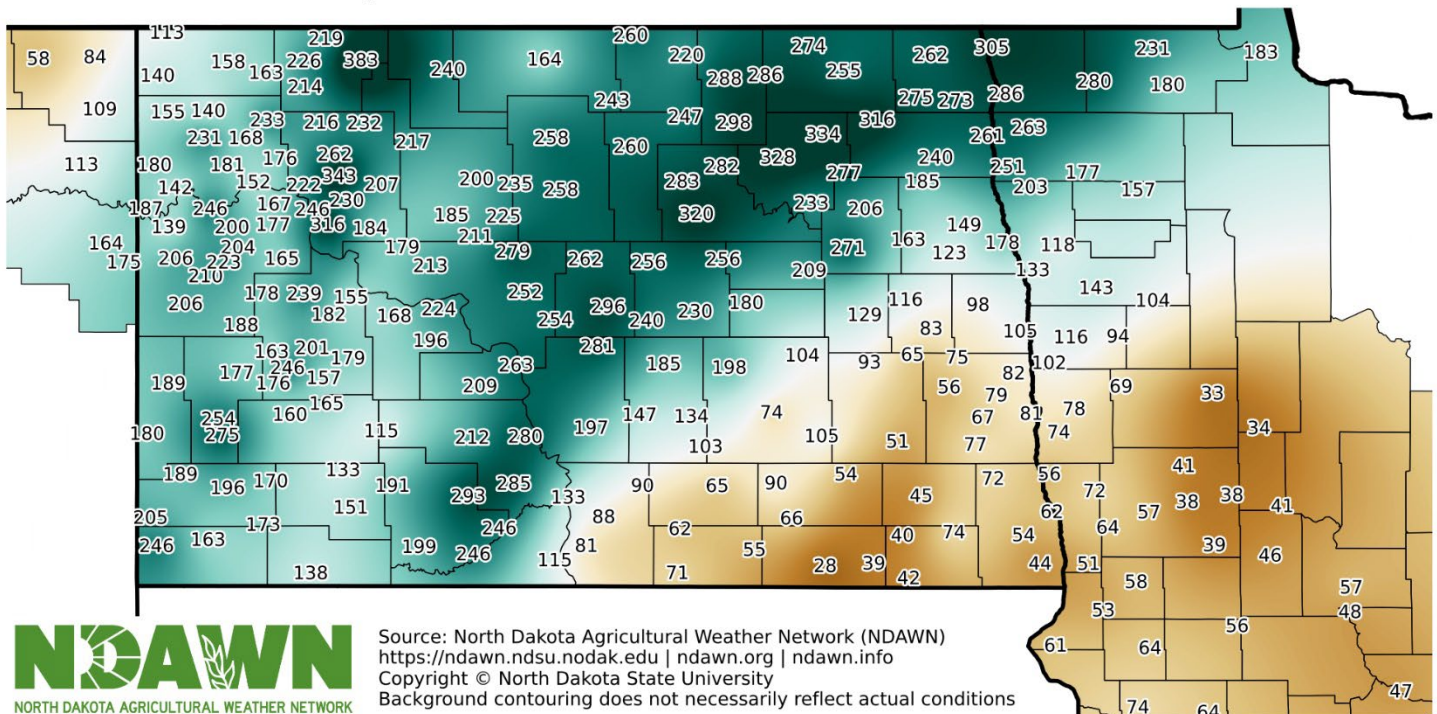 113 219 260 305
58 84 158 163 226 383 240 164 220 274 262 231 183
140 214 288 286 255 280 180
109 155 140 233 216 232 243 247 298 275 273 286
231 168 217 258 260 334 316 261 263
113 180 181 176 262 282 328 277 240 251 177
142 152 222 343 207 200 235 258 283 185 203 157
187 246 167 246 230 185 225 320 233 206 149
139 200 177 316 184 211 163 123 178 118
164 204 179 279 271
175 206 223 165 213 262 256 256 209 133
210 143
206 178 239 155 168 224 252 296 230 180 116 98 104
188 182 254 240 129 83 105 116 94
163 201 179 196 281 104 93 65 75 102
177 246 157 263 185 198 82
189 176 209 56 79 69 33
254 160 165 147 134 74 67 81 78
180 275 115 212 280 197 103 105 51 77 74 34
189 170 133 54 56 41
196 151 191 293 285 133 90 65 90 45 72 72 38 38 41
205 173 246 88 62 66 62 64 57
246 163 199 246 115 81 55 40 74 54 39 46
138 71 28 39 42 44 51 58 57
53 48
61 64 56
47
74 64
NDAWN
NORTH DAKOTA AGRICULTURAL WEATHER NETWORK
Source: North Dakota Agricultural Weather Network (NDAWN)
https://ndawn.ndsu.nodak.edu | ndawn.org | ndawn.info
Copyright © North Dakota State University
Background contouring does not necessarily reflect actual conditions